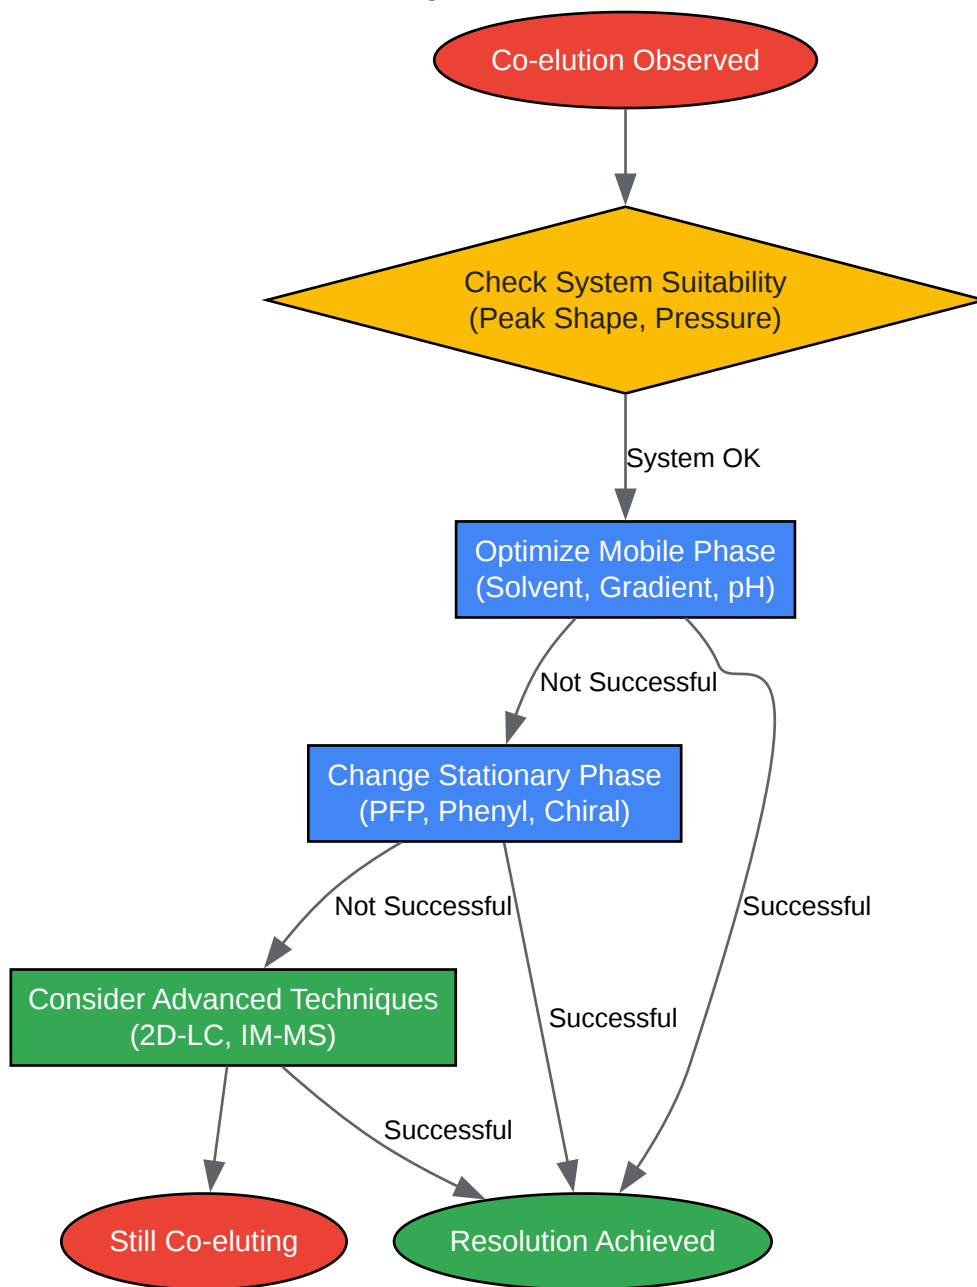 Co-elution Observed
Check System Suitability
(Peak Shape, Pressure)
System OK
Optimize Mobile Phase
(Solvent, Gradient, pH)
Not Successful
Change Stationary Phase
(PFP, Phenyl, Chiral)
Not Successful
Successful
Consider Advanced Techniques
(2D-LC, IM-MS)
Successful
Successful
Still Co-eluting
Resolution Achieved